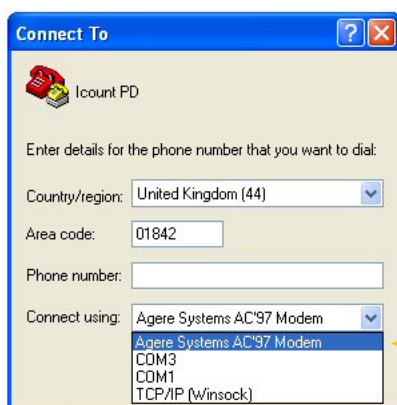 Connect To
Icount PD
Enter details for the phone number that you want to dial:
Country/region: United Kingdom (44)
Area code: 01842
Phone number:
Connect using: Agere Systems AC'97 Modem
Agere Systems AC'97 Modem
COM3
COM1
TCP/IP (Winsock)